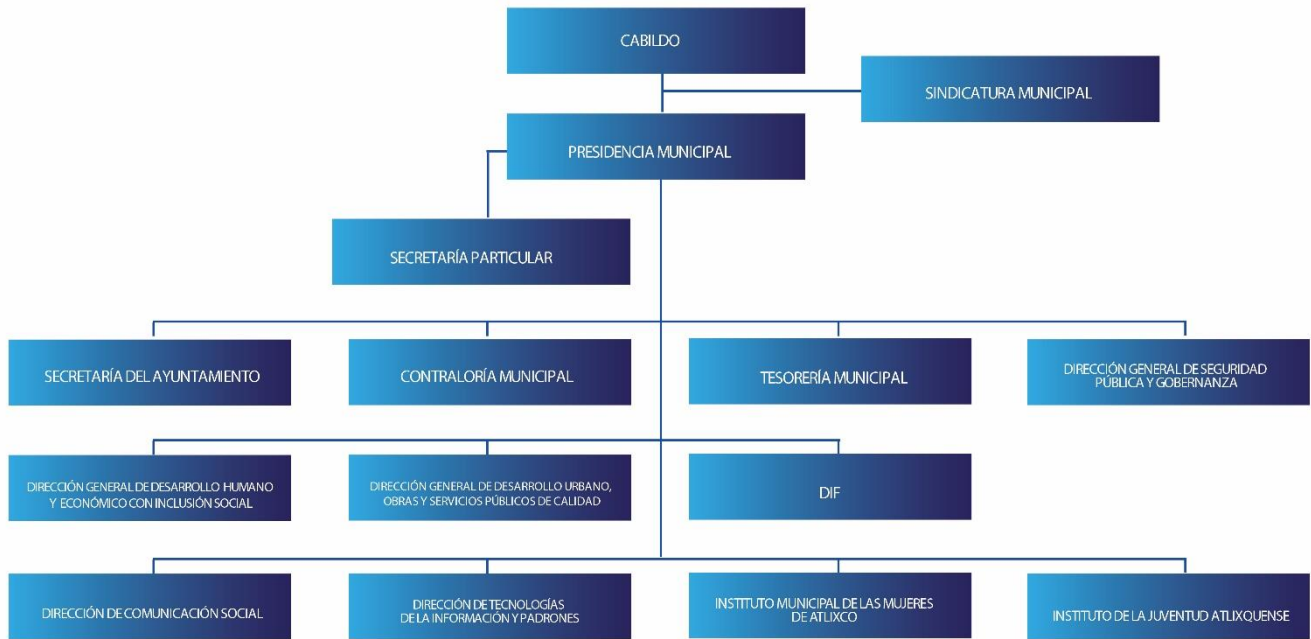 CABILDO
SINDICATURA MUNICIPAL
PRESIDENCIA MUNICIPAL
SECRETARÍA PARTICULAR
SECRETARÍA DEL AYUNTAMIENTO
CONTRALORÍA MUNICIPAL
TESORERÍA MUNICIPAL
DIRECCIÓN GENERAL DE SEGURIDAD
PÚBLICA Y GOBERNANZA
DIRECCIÓN GENERAL DE DESARROLLO HUMANO
Y ECONÓMICO CON INCLUSIÓN SOCIAL
DIRECCIÓN GENERAL DE DESARROLLO URBANO,
OBRAS Y SERVICIOS PÚBLICOS DE CALIDAD
DIF
DIRECCIÓN DE COMUNICACIÓN SOCIAL
DIRECCIÓN DE TECNOLOGÍAS
DE LA INFORMACIÓN Y PADRONES
INSTITUTO MUNICIPAL DE LAS MUJERES
DE ATLIXCO
INSTITUTO DE LA JUVENTUD ATLIXQUENSE